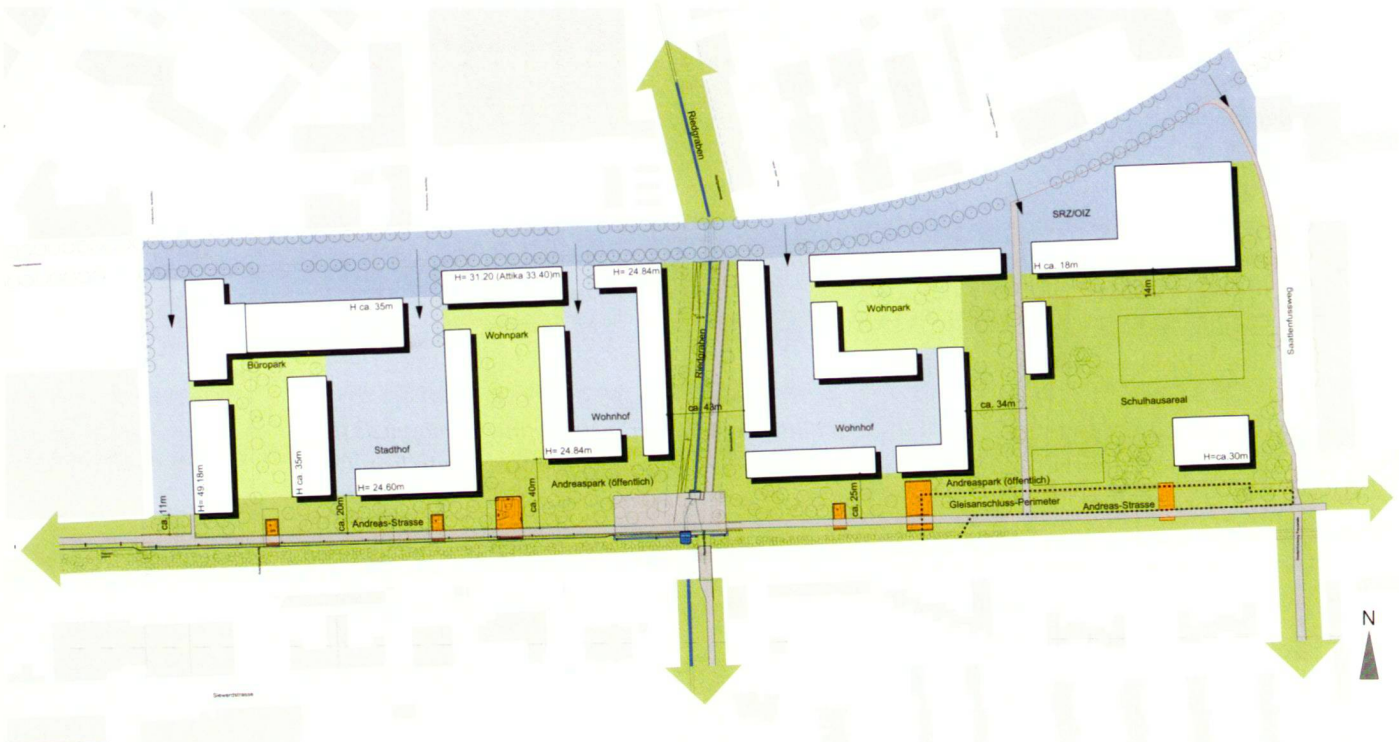 Riedgraben
SRZ/OIZ
H ca. 18m
14m
H= 31.20 (Attika 33.40)m
H= 24.84m
H ca. 35m
Wohnpark
Saatlenfussweg
Wohnpark
Büropark
Riedgraben
ca. 43m
ca. 34m
Schulhausareal
Wohnhof
Wohnhof
Stadthof
H= 24.84m
H=ca.30m
H= 49.18m
H ca. 35m
H= 24.60m
Andreaspark (öffentlich)
Andreaspark (öffentlich)
ca. 11m
ca. 20m
ca. 40m
ca. 25m
Andreas-Strasse
Gleisanschluss-Perimeter
Andreas-Strasse
N
Siewerdtstrasse